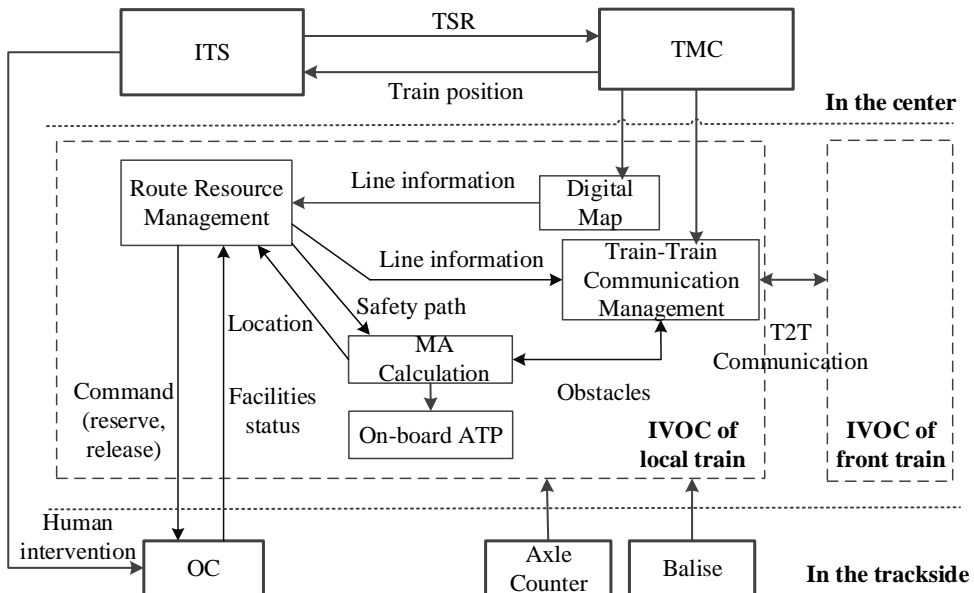 TSR
ITS
TMC
Train position
In the center
Route Resource
Management
Line information
Digital
Map
Line information
Train-Train
Communication
Management
Location
Safety path
MA
Calculation
T2T
Communication
Obstacles
Command
(reserve,
release)
Facilities
status
On-board ATP
IVOC of
local train
IVOC of
front train
Human
intervention
OC
Axle
Counter
Balise
In the trackside